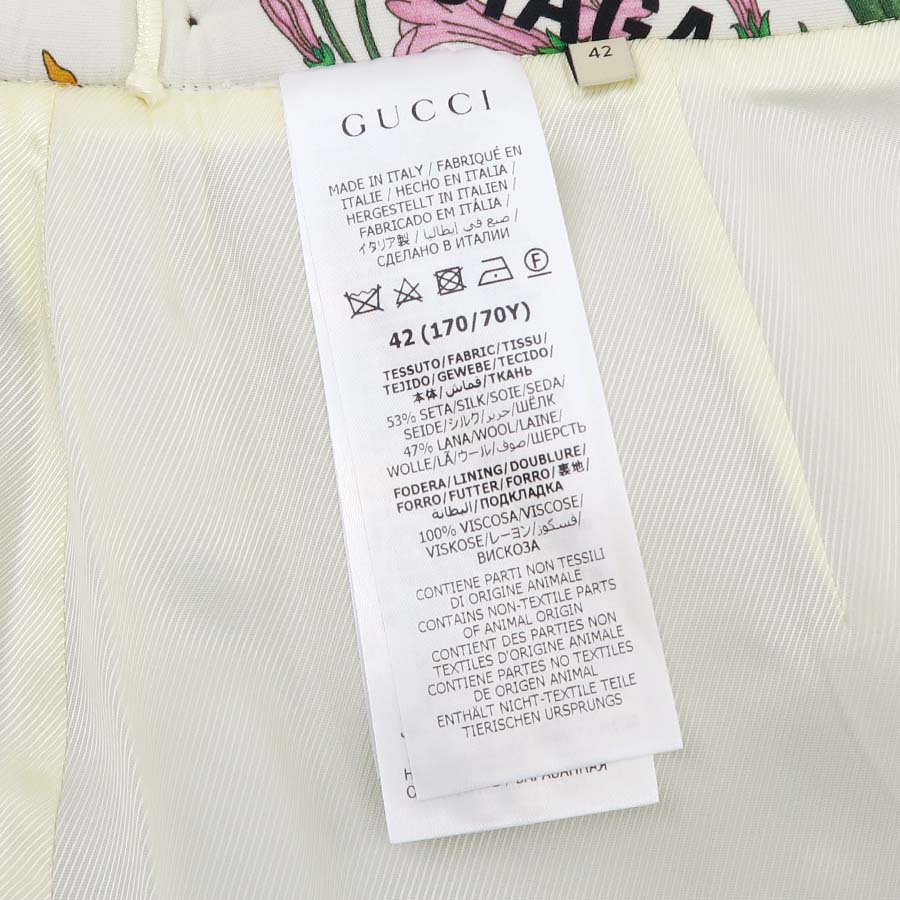 IAGA
42
GUCCI
MADE IN ITALY / FABRIQUÉ EN
ITALIE / HECHO EN ITALIA /
HERGESTELLT IN ITALIEN /
FABRICADO EM ITÁLIA /
イタリア製 / صنع في إيطاليا /
СДЕЛАНО В ИТАЛИИ
42 (170/70Y)
TESSUTO/FABRIC/TISSU/
TEJIDO/GEWEBE/TECIDO/
本体/قماش/ТКАНЬ
53% SETA/SILK/SOIE/SEDA/
SEIDE/シルク/حرير/ШЁЛК
47% LANA/WOOL/LAINE/
WOLLE/LÃ/ウール/صوف/ШЕРСТЬ
FODERA/LINING/DOUBLURE/
FORRO/FUTTER/FORRO/裏地/
البطانة/ПОДКЛАДКА
100% VISCOSA/VISCOSE/
VISKOSE/レーヨン/فسكوز/
ВИСКОЗА
CONTIENE PARTI NON TESSILI
DI ORIGINE ANIMALE
CONTAINS NON-TEXTILE PARTS
OF ANIMAL ORIGIN
CONTIENT DES PARTIES NON
TEXTILES D'ORIGINE ANIMALE
CONTIENE PARTES NO TEXTILES
DE ORIGEN ANIMAL
ENTHÄLT NICHT-TEXTILE TEILE
TIERISCHEN URSPRUNGS